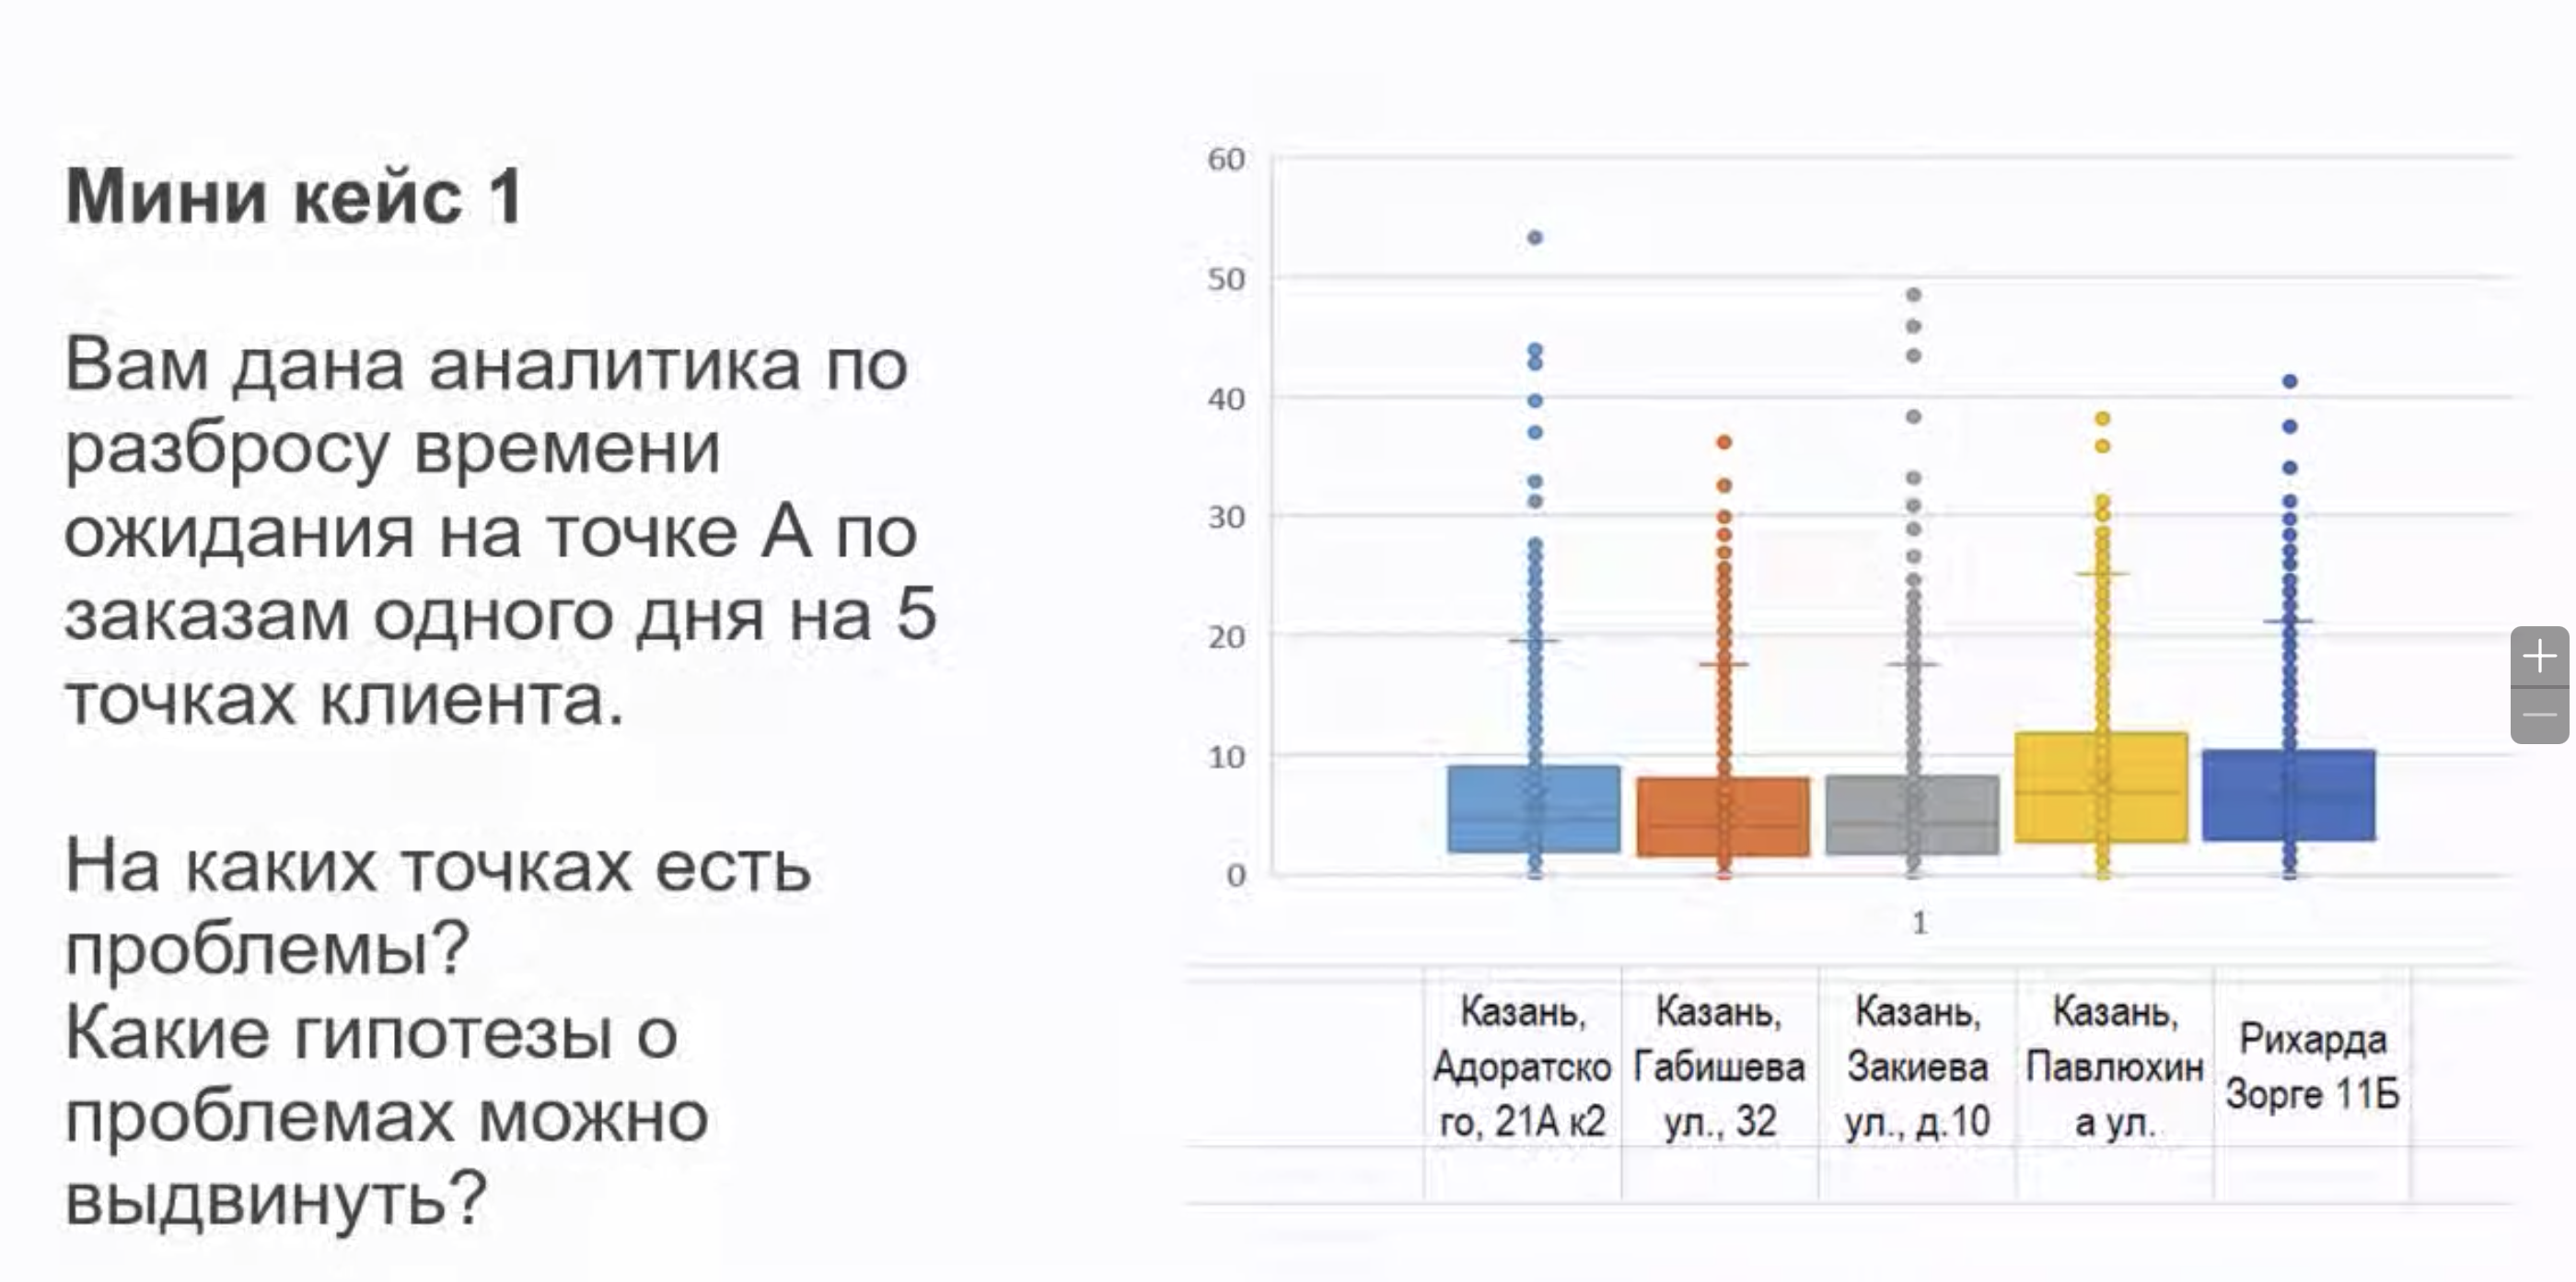 Мини кейс 1
Вам дана аналитика по
разбросу времени
ожидания на точке А по
заказам одного дня на 5
точках клиента.
На каких точках есть
проблемы?
Какие гипотезы о
проблемах можно
выдвинуть?
60
50
40
30
20
10
0
1
Казань,
Адоратско
го, 21А к2
Казань,
Габишева
ул., 32
Казань,
Закиева
ул., д.10
Казань,
Павлюхин
а ул.
Рихарда
Зорге 11Б